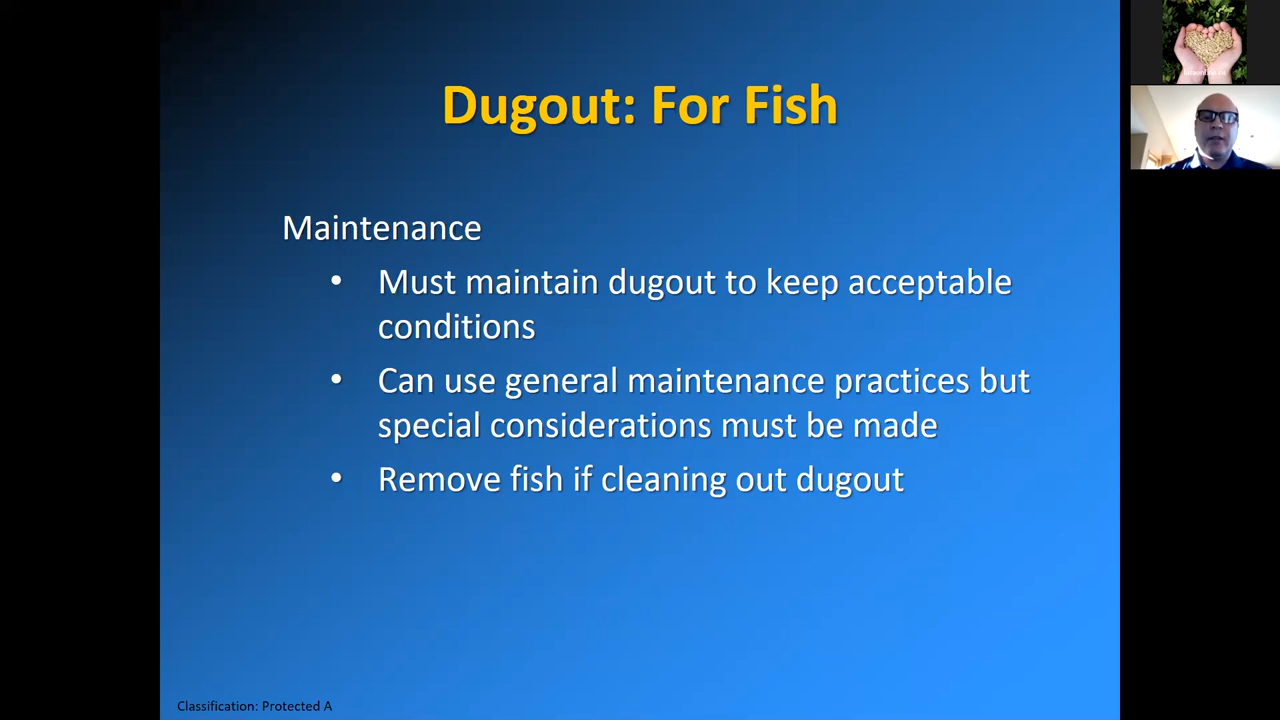 Dugout: For Fish
Maintenance
• Must maintain dugout to keep acceptable
conditions
• Can use general maintenance practices but
special considerations must be made
• Remove fish if cleaning out dugout
Classification: Protected A